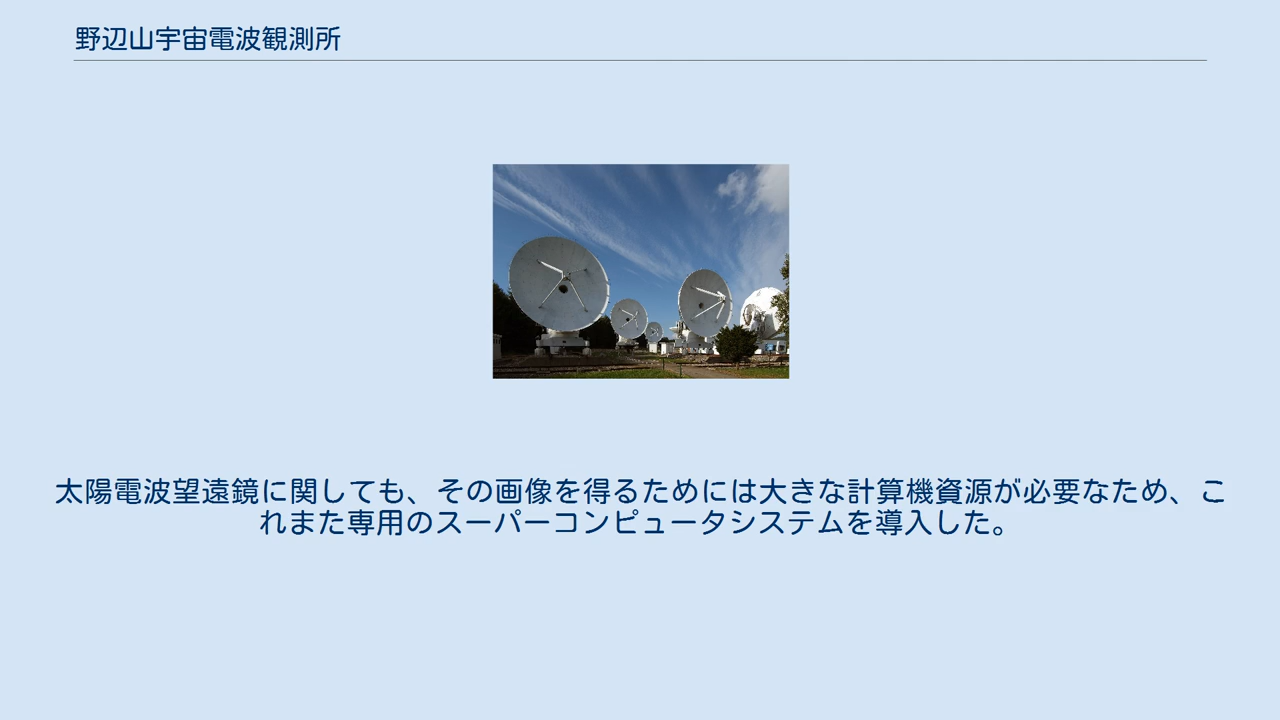 野辺山宇宙電波観測所
太陽電波望遠鏡に関しても、その画像を得るためには大きな計算機資源が必要なため、こ
れまた専用のスーパーコンピュータシステムを導入した。